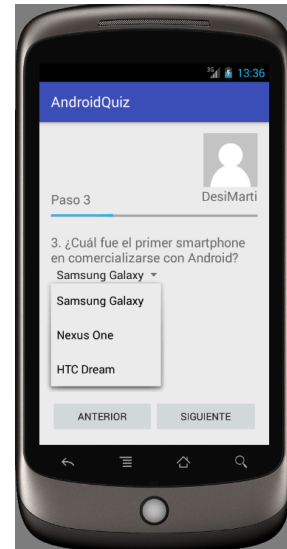 3G 13:36
AndroidQuiz
Paso 3
DesiMarti
3. ¿Cuál fue el primer smartphone
en comercializarse con Android?
Samsung Galaxy
Samsung Galaxy
Nexus One
HTC Dream
ANTERIOR SIGUIENTE